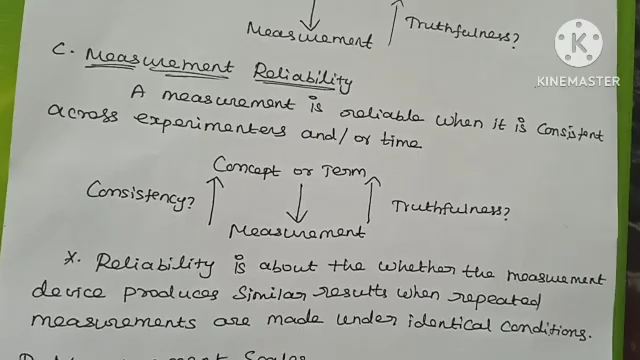 Measurement
Truthfulness?
K
KINEMASTER
C. Measurement Reliability
A measurement is reliable when it is consistent
across experimenters and/or time
Concept or Term
Consistency?
Truthfulness?
Measurement
*. Reliability is about the whether the measurement
device produces similar results when repeated
measurements are made under identical conditions.